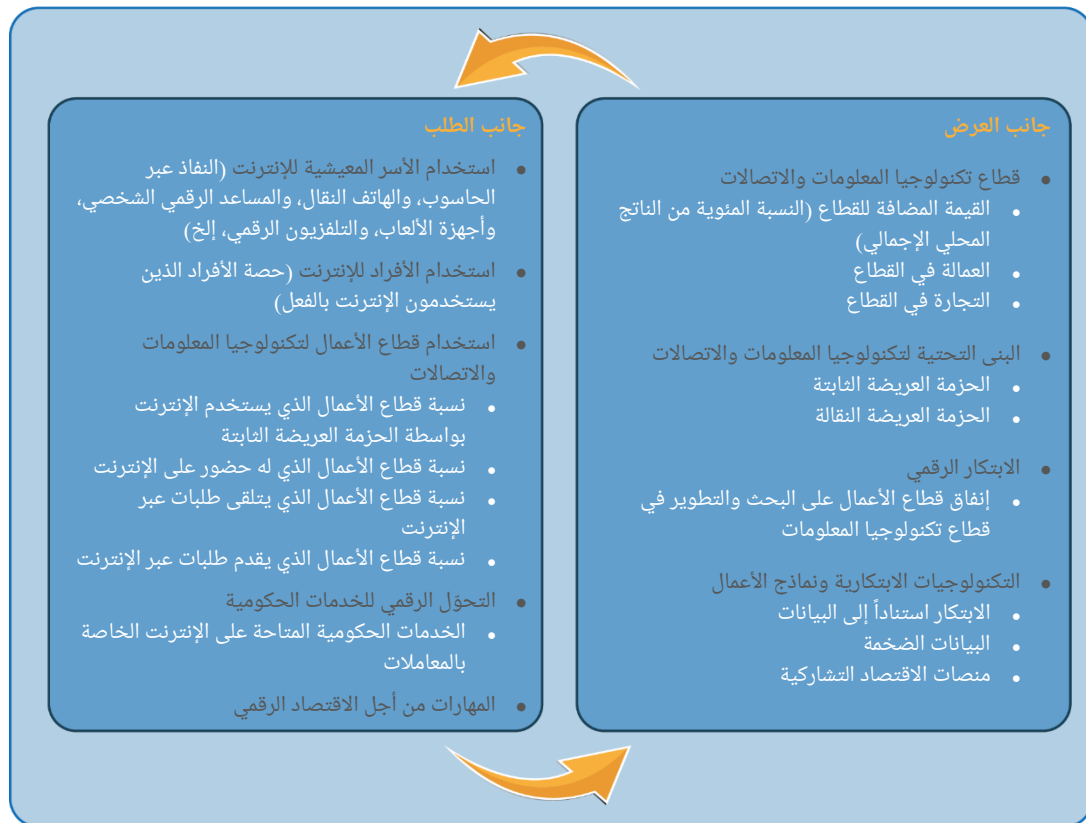 جانب العرض
• قطاع تكنولوجيا المعلومات والاتصالات
• القيمة المضافة للقطاع (النسبة المئوية من الناتج
المحلي الإجمالي)
• العمالة في القطاع
• التجارة في القطاع
• البنى التحتية لتكنولوجيا المعلومات والاتصالات
• الحزمة العريضة الثابتة
• الحزمة العريضة النقالة
• الابتكار الرقمي
• إنفاق قطاع الأعمال على البحث والتطوير في
قطاع تكنولوجيا المعلومات
• التكنولوجيات الابتكارية ونماذج الأعمال
• الابتكار استناداً إلى البيانات
• البيانات الضخمة
• منصات الاقتصاد التشاركية
جانب الطلب
• استخدام الأسر المعيشية للإنترنت (النفاذ عبر
الحاسوب، والهاتف النقال، والمساعد الرقمي الشخصي،
وأجهزة الألعاب، والتلفزيون الرقمي، إلخ)
• استخدام الأفراد للإنترنت (حصة الأفراد الذين
يستخدمون الإنترنت بالفعل)
• استخدام قطاع الأعمال لتكنولوجيا المعلومات
والاتصالات
• نسبة قطاع الأعمال الذي يستخدم الإنترنت
بواسطة الحزمة العريضة الثابتة
• نسبة قطاع الأعمال الذي له حضور على الإنترنت
• نسبة قطاع الأعمال الذي يتلقى طلبات عبر
الإنترنت
• نسبة قطاع الأعمال الذي يقدم طلبات عبر الإنترنت
• التحوّل الرقمي للخدمات الحكومية
• الخدمات الحكومية المتاحة على الإنترنت الخاصة
بالمعاملات
• المهارات من أجل الاقتصاد الرقمي